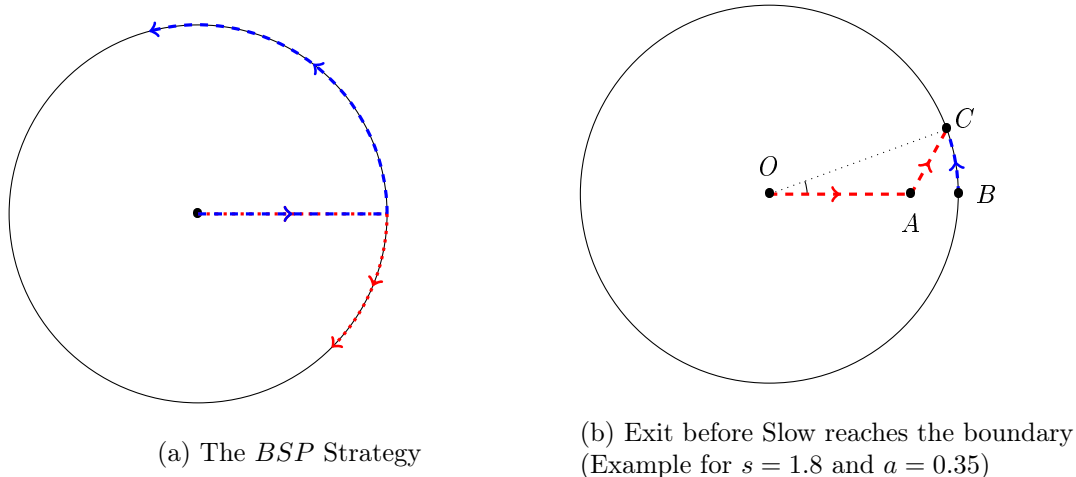 O
A
B
C
(a) The BSP Strategy
(b) Exit before Slow reaches the boundary
(Example for s = 1.8 and a = 0.35)